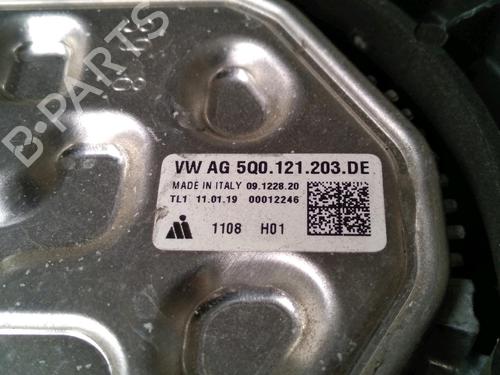 B-PARTS
VW AG 5Q0.121.203.DE
MADE IN ITALY 09.1228.20
TL1 11.01.19 00012246
1108 H01